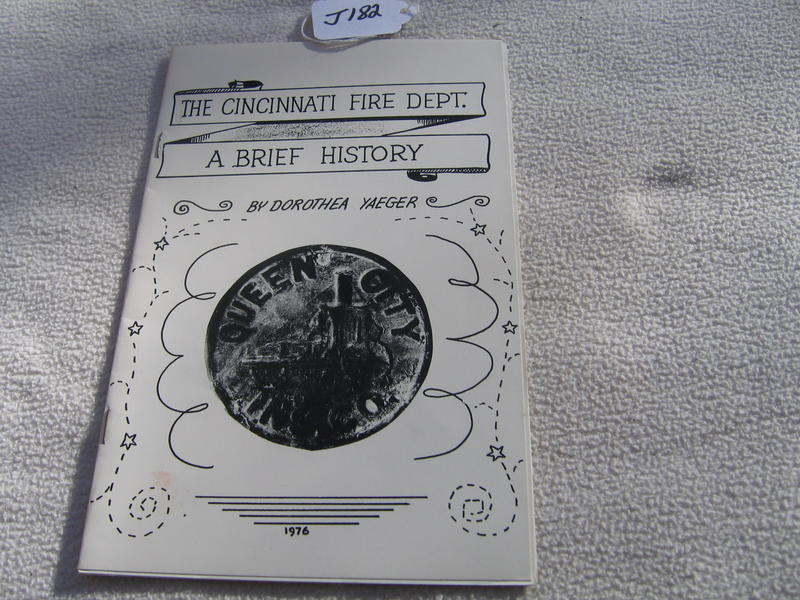 J182
THE CINCINNATI FIRE DEPT.
A BRIEF HISTORY
BY DOROTHEA YAEGER
QUEEN CITY
1976